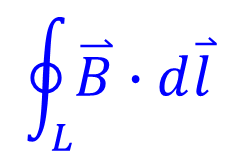 ∮_L B⃗ · dl⃗